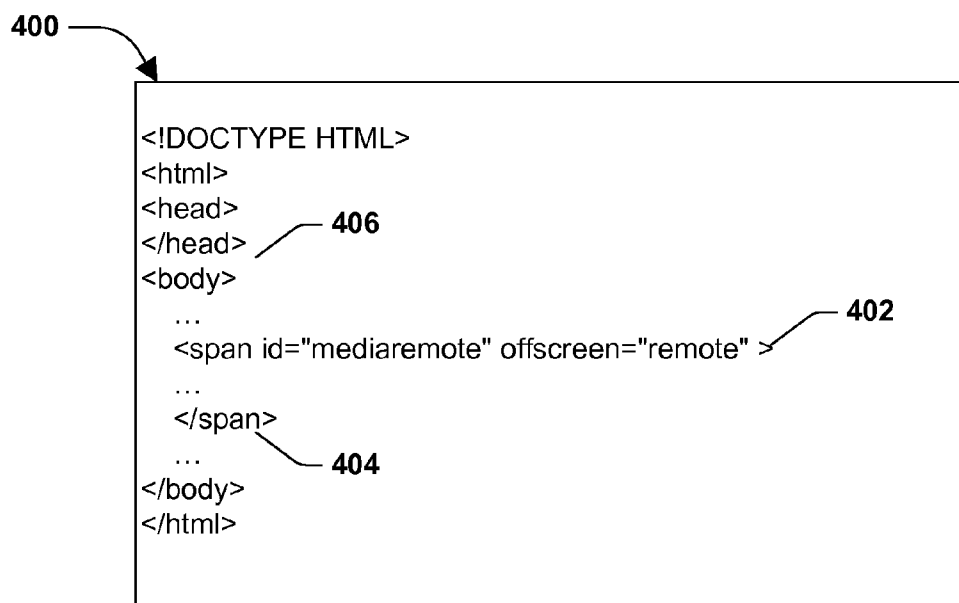 400
<!DOCTYPE HTML>
<html>
<head>
406
</head>
<body>
...
402
<span id="mediaremote" offscreen="remote" >
...
</span>
404
...
</body>
</html>